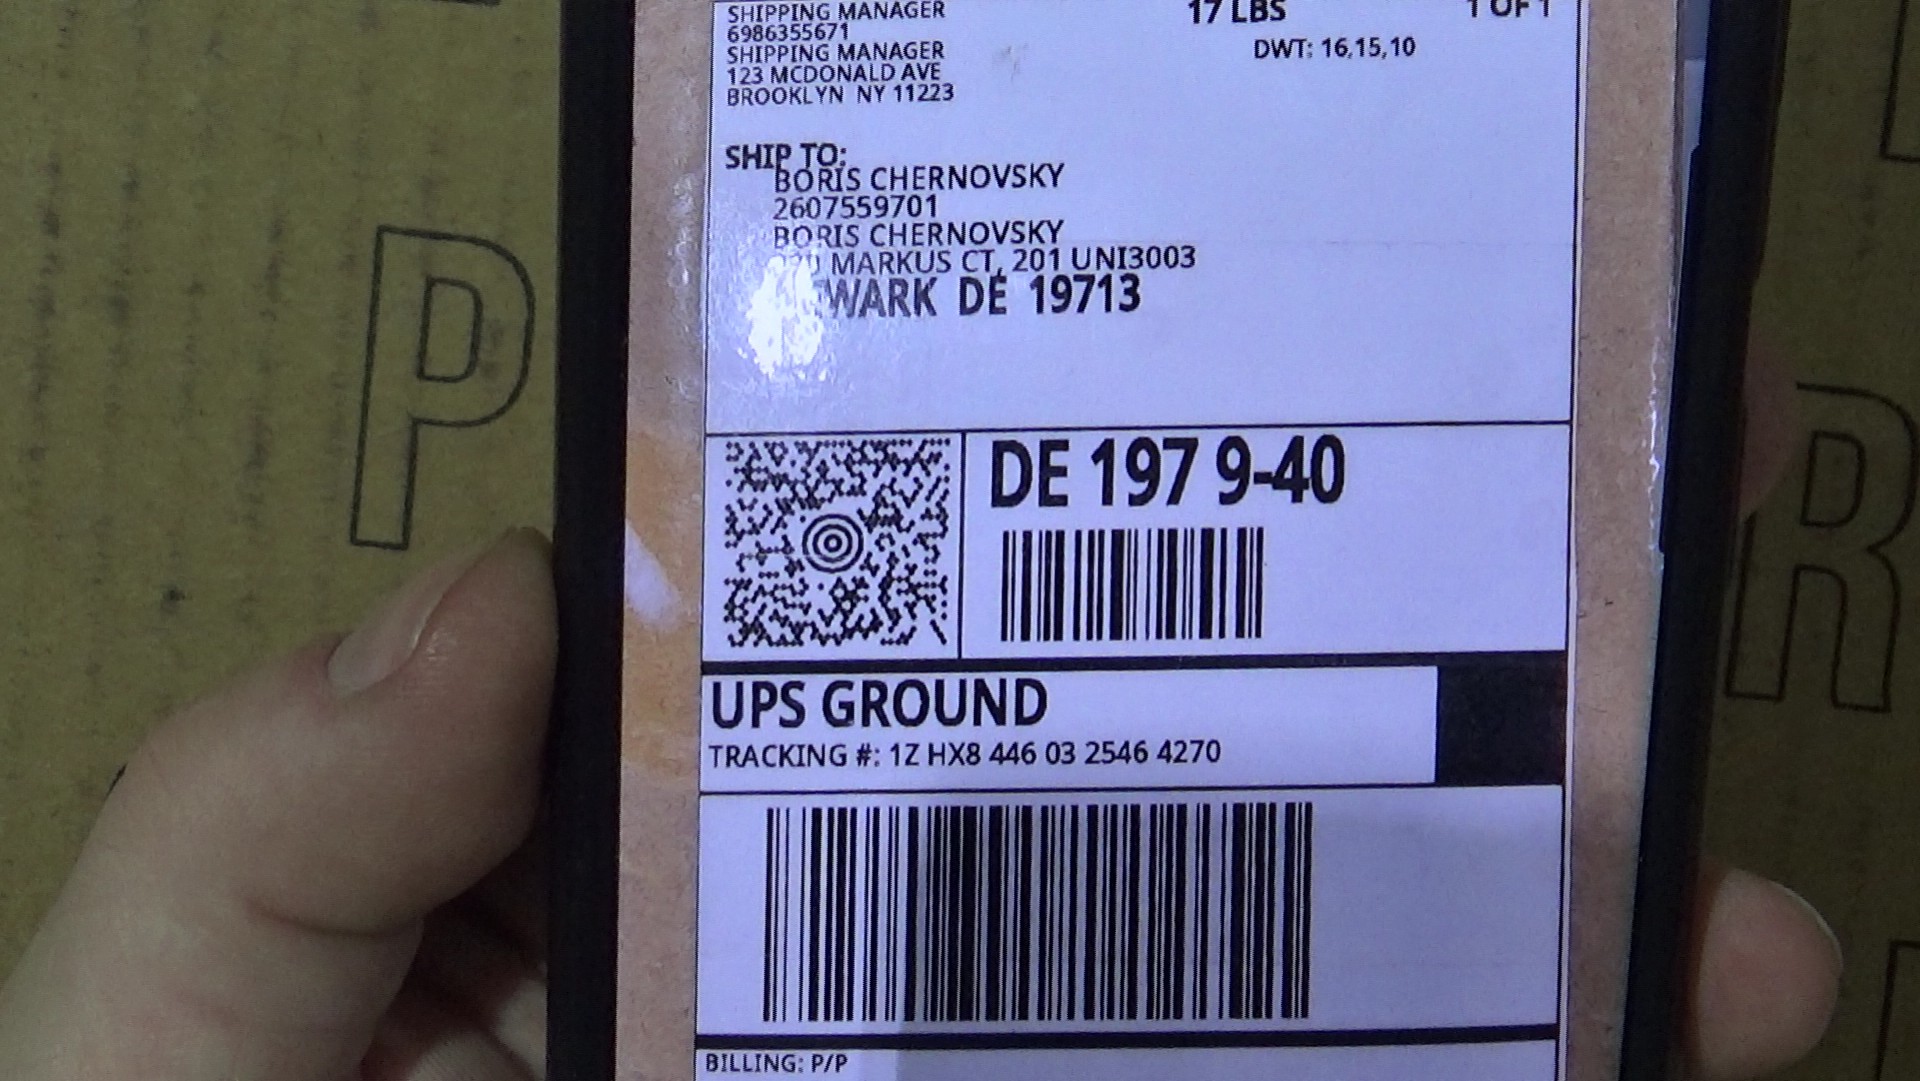 SHIPPING MANAGER
6986355671
SHIPPING MANAGER
123 MCDONALD AVE
BROOKLYN NY 11223
17 LBS
1 OF 1
DWT: 16,15,10
SHIP TO:
BORIS CHERNOVSKY
2607559701
BORIS CHERNOVSKY
MARKUS CT, 201 UNI3003
DE 19713
DE 197 9-40
UPS GROUND
TRACKING #: 1Z HX8 446 03 2546 4270
BILLING: P/P
P
R